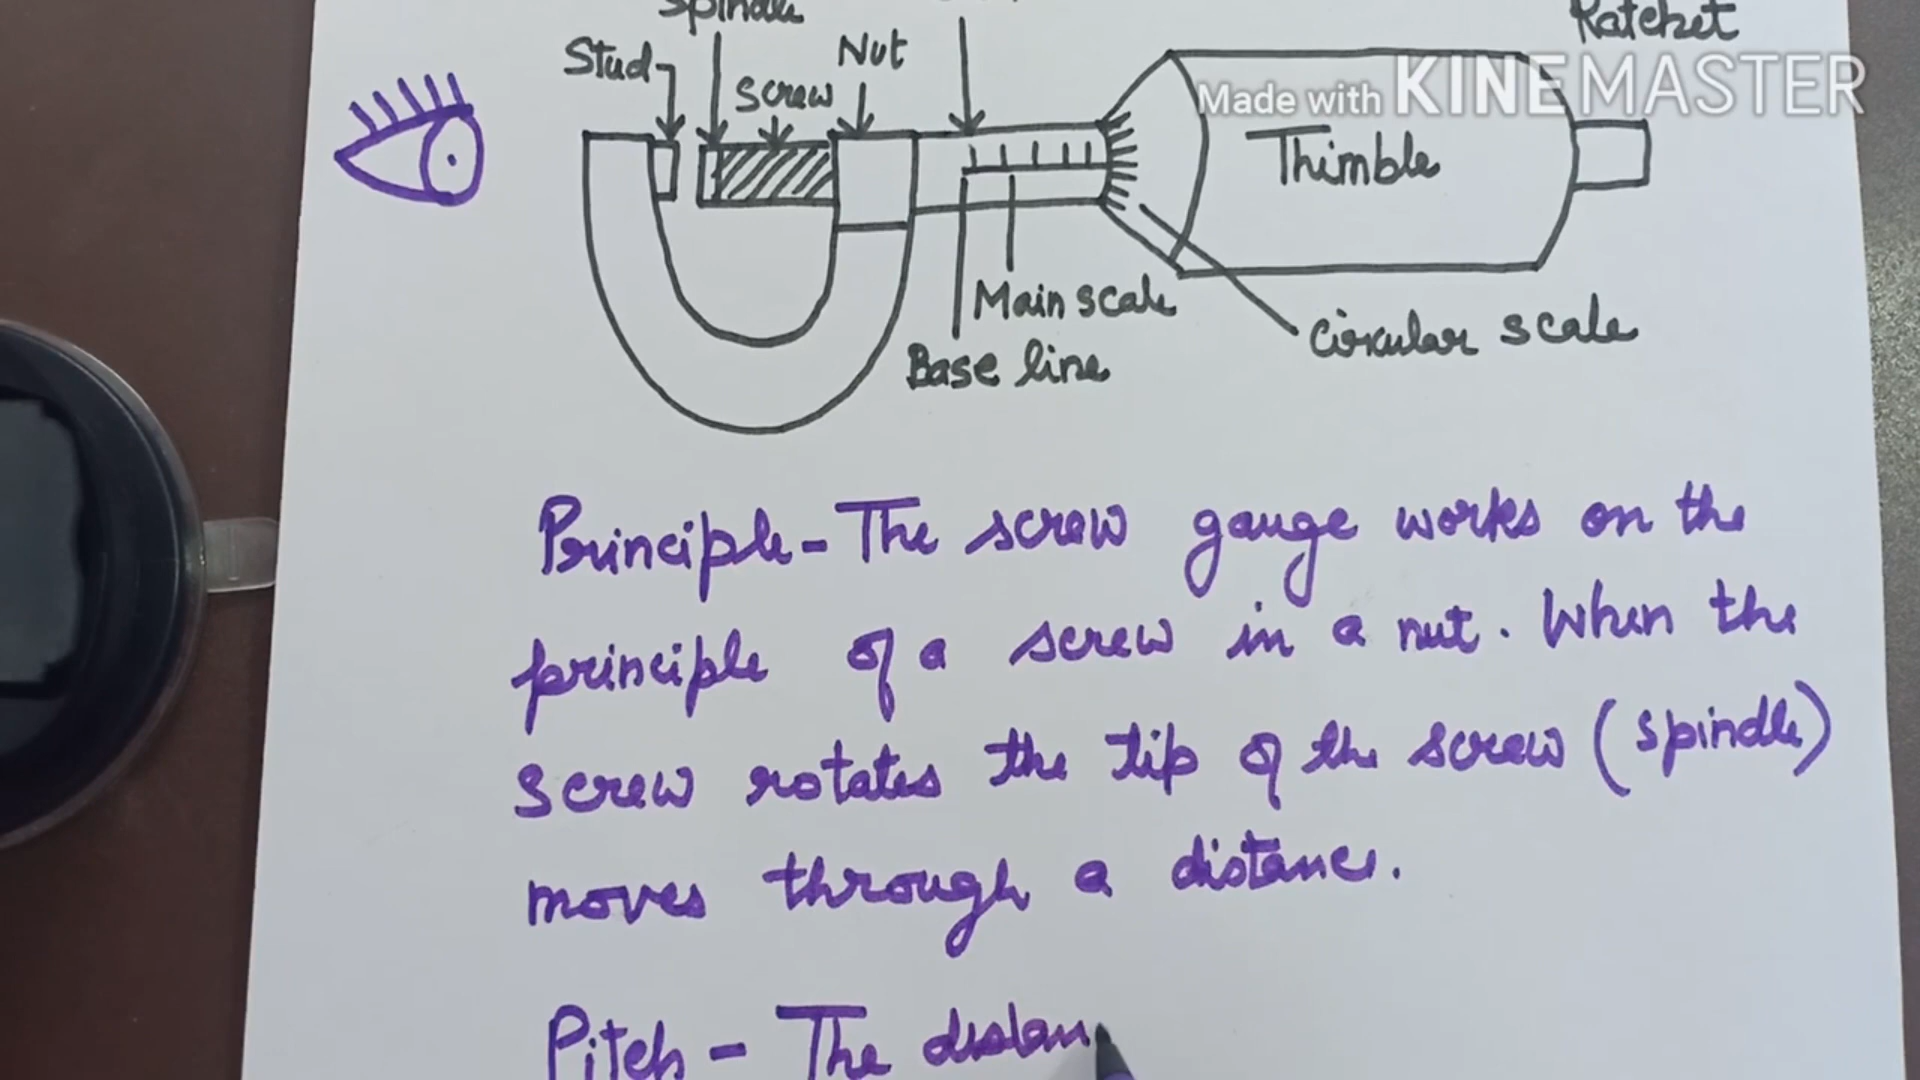 Spindle
Ratchet
Stud
Nut
Screw
Made with KINEMASTER
Thimble
Main scale
Circular scale
Base line
Principle - The screw gauge works on the
principle of a screw in a nut. When the
screw rotates the tip of the screw (spindle)
moves through a distance.
Pitch - The distan